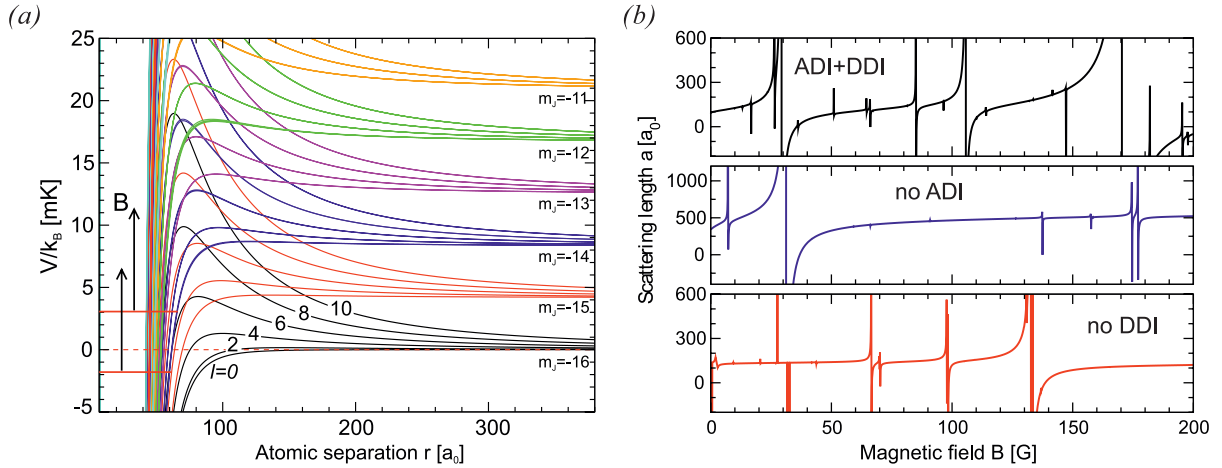 (a)
V/k_B [mK]
25
20
15
10
5
0
-5
B
10
8
6
4
2
l=0
m_J=-11
m_J=-12
m_J=-13
m_J=-14
m_J=-15
m_J=-16
100 200 300
Atomic separation r [a_0]
(b)
Scattering length a [a_0]
600
300
0
ADI+DDI
1000
500
0
no ADI
600
300
0
no DDI
0 50 100 150 200
Magnetic field B [G]